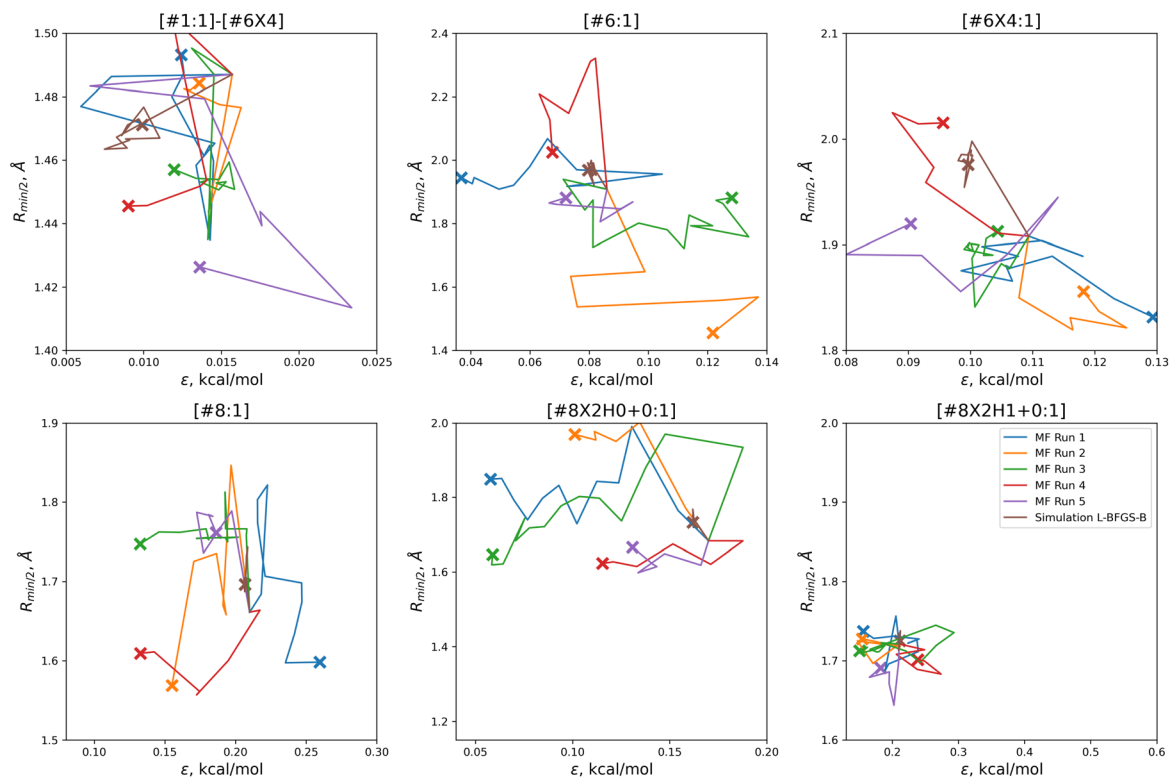 [#1:1]-[#6X4]
1.50
1.48
1.46
1.44
1.42
1.40
R_min/2, Å
0.005 0.010 0.015 0.020 0.025
ε, kcal/mol
[#6:1]
2.4
2.2
2.0
1.8
1.6
1.4
R_min/2, Å
0.04 0.06 0.08 0.10 0.12 0.14
ε, kcal/mol
[#6X4:1]
2.1
2.0
1.9
1.8
R_min/2, Å
0.08 0.09 0.10 0.11 0.12 0.13
ε, kcal/mol
[#8:1]
1.9
1.8
1.7
1.6
1.5
R_min/2, Å
0.10 0.15 0.20 0.25 0.30
ε, kcal/mol
[#8X2H0+0:1]
2.0
1.8
1.6
1.4
1.2
R_min/2, Å
0.05 0.10 0.15 0.20
ε, kcal/mol
[#8X2H1+0:1]
2.0
1.9
1.8
1.7
1.6
R_min/2, Å
0.2 0.3 0.4 0.5 0.6
ε, kcal/mol
MF Run 1
MF Run 2
MF Run 3
MF Run 4
MF Run 5
Simulation L-BFGS-B